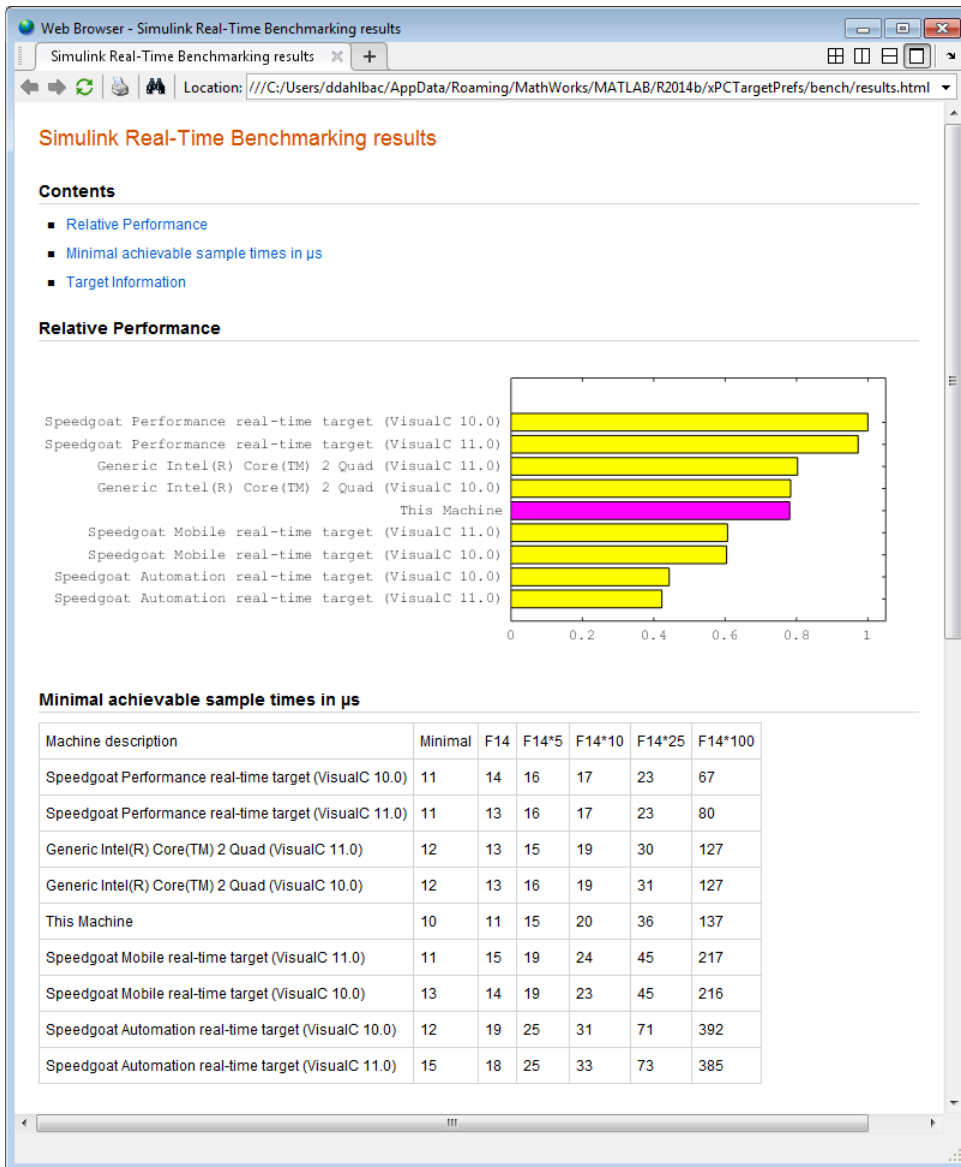 Web Browser - Simulink Real-Time Benchmarking results
Simulink Real-Time Benchmarking results
Location: ///C:/Users/ddahlbac/AppData/Roaming/MathWorks/MATLAB/R2014b/xPCTargetPrefs/bench/results.html
Simulink Real-Time Benchmarking results
Contents
Relative Performance
Minimal achievable sample times in µs
Target Information
Relative Performance
Speedgoat Performance real-time target (VisualC 10.0)
Speedgoat Performance real-time target (VisualC 11.0)
Generic Intel(R) Core(TM) 2 Quad (VisualC 11.0)
Generic Intel(R) Core(TM) 2 Quad (VisualC 10.0)
This Machine
Speedgoat Mobile real-time target (VisualC 11.0)
Speedgoat Mobile real-time target (VisualC 10.0)
Speedgoat Automation real-time target (VisualC 10.0)
Speedgoat Automation real-time target (VisualC 11.0)
0 0.2 0.4 0.6 0.8 1
Minimal achievable sample times in µs
Machine description Minimal F14 F14*5 F14*10 F14*25 F14*100
Speedgoat Performance real-time target (VisualC 10.0) 11 14 16 17 23 67
Speedgoat Performance real-time target (VisualC 11.0) 11 13 16 17 23 80
Generic Intel(R) Core(TM) 2 Quad (VisualC 11.0) 12 13 15 19 30 127
Generic Intel(R) Core(TM) 2 Quad (VisualC 10.0) 12 13 16 19 31 127
This Machine 10 11 15 20 36 137
Speedgoat Mobile real-time target (VisualC 11.0) 11 15 19 24 45 217
Speedgoat Mobile real-time target (VisualC 10.0) 13 14 19 23 45 216
Speedgoat Automation real-time target (VisualC 10.0) 12 19 25 31 71 392
Speedgoat Automation real-time target (VisualC 11.0) 15 18 25 33 73 385